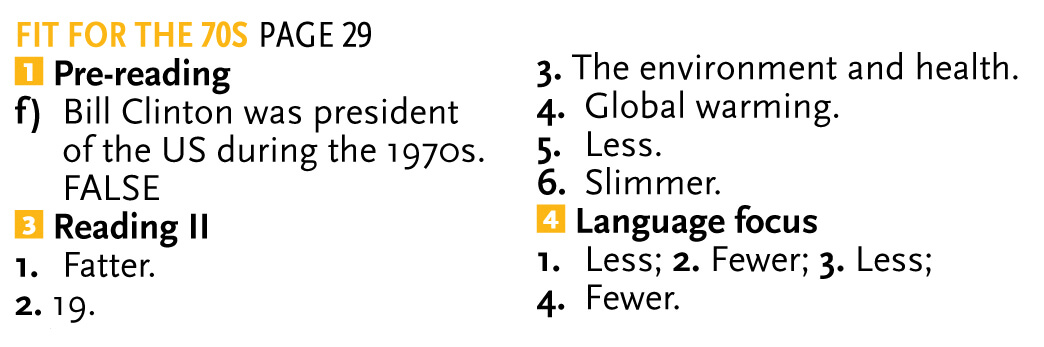 FIT FOR THE 70S PAGE 29
1 Pre-reading
f) Bill Clinton was president
of the US during the 1970s.
FALSE
3 Reading II
1. Fatter.
2. 19.
3. The environment and health.
4. Global warming.
5. Less.
6. Slimmer.
4 Language focus
1. Less; 2. Fewer; 3. Less;
4. Fewer.